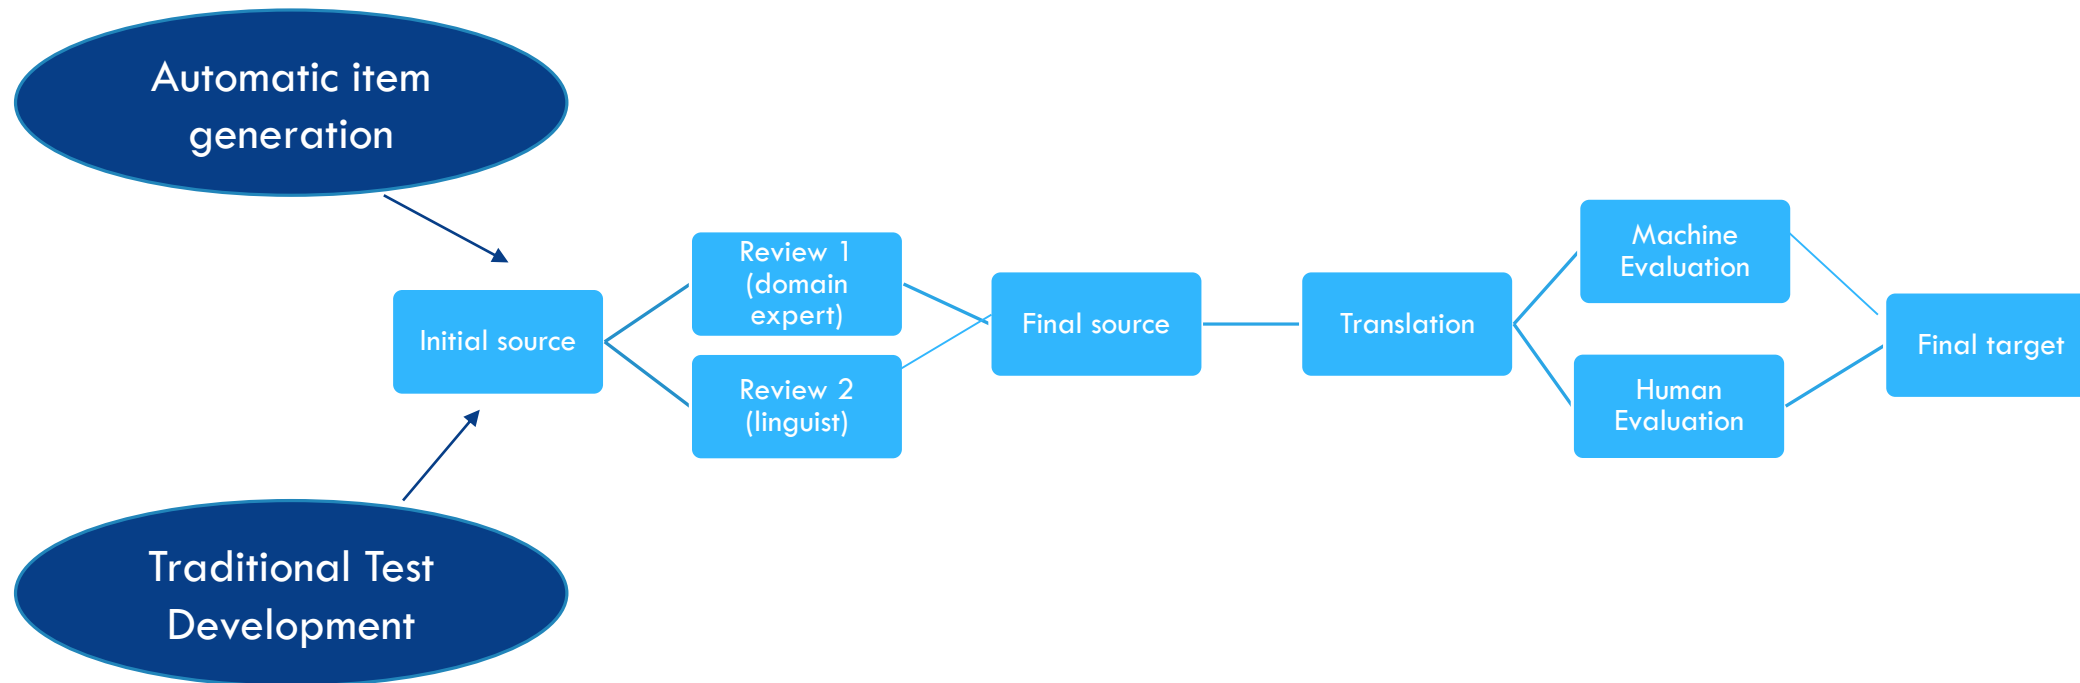 Automatic item
generation
Traditional Test
Development
Initial source
Review 1
(domain
expert)
Review 2
(linguist)
Final source
Translation
Machine
Evaluation
Human
Evaluation
Final target